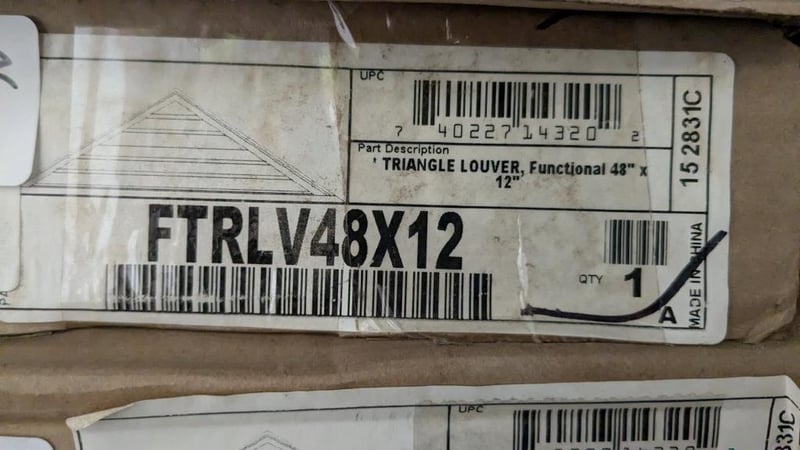 UPC
7 40227 14320 2
Part Description
' TRIANGLE LOUVER, Functional 48" x
12"
15 2831C
FTRLV48X12
QTY 1
A
MADE IN CHINA
UPC